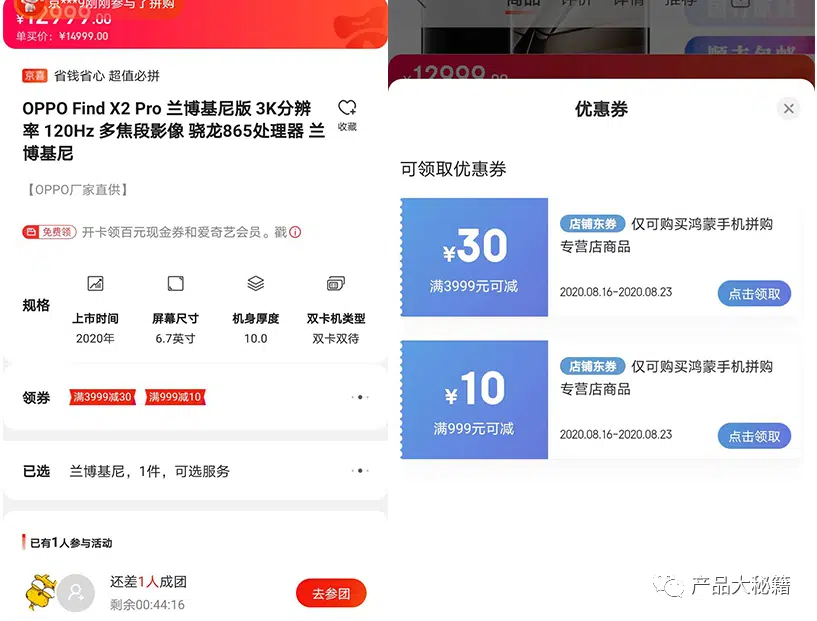 京***9刚刚参与了拼购
¥12999.00
单买价：¥14999.00
京喜 省钱省心 超值必拼
OPPO Find X2 Pro 兰博基尼版 3K分辨
率 120Hz 多焦段影像 骁龙865处理器 兰
博基尼
收藏
【OPPO厂家直供】
免费领 开卡领百元现金券和爱奇艺会员。戳
规格
上市时间 屏幕尺寸 机身厚度 双卡机类型
2020年 6.7英寸 10.0 双卡双待
领券 满3999减30 满999减10
已选 兰博基尼，1件，可选服务
已有1人参与活动
还差1人成团
剩余00:44:16
去参团
商品 评价 详情 推荐
¥12999.00
优惠券
可领取优惠券
¥30
满3999元可减
店铺东券 仅可购买鸿蒙手机拼购
专营店商品
2020.08.16-2020.08.23
点击领取
¥10
满999元可减
店铺东券 仅可购买鸿蒙手机拼购
专营店商品
2020.08.16-2020.08.23
点击领取
产品大秘籍